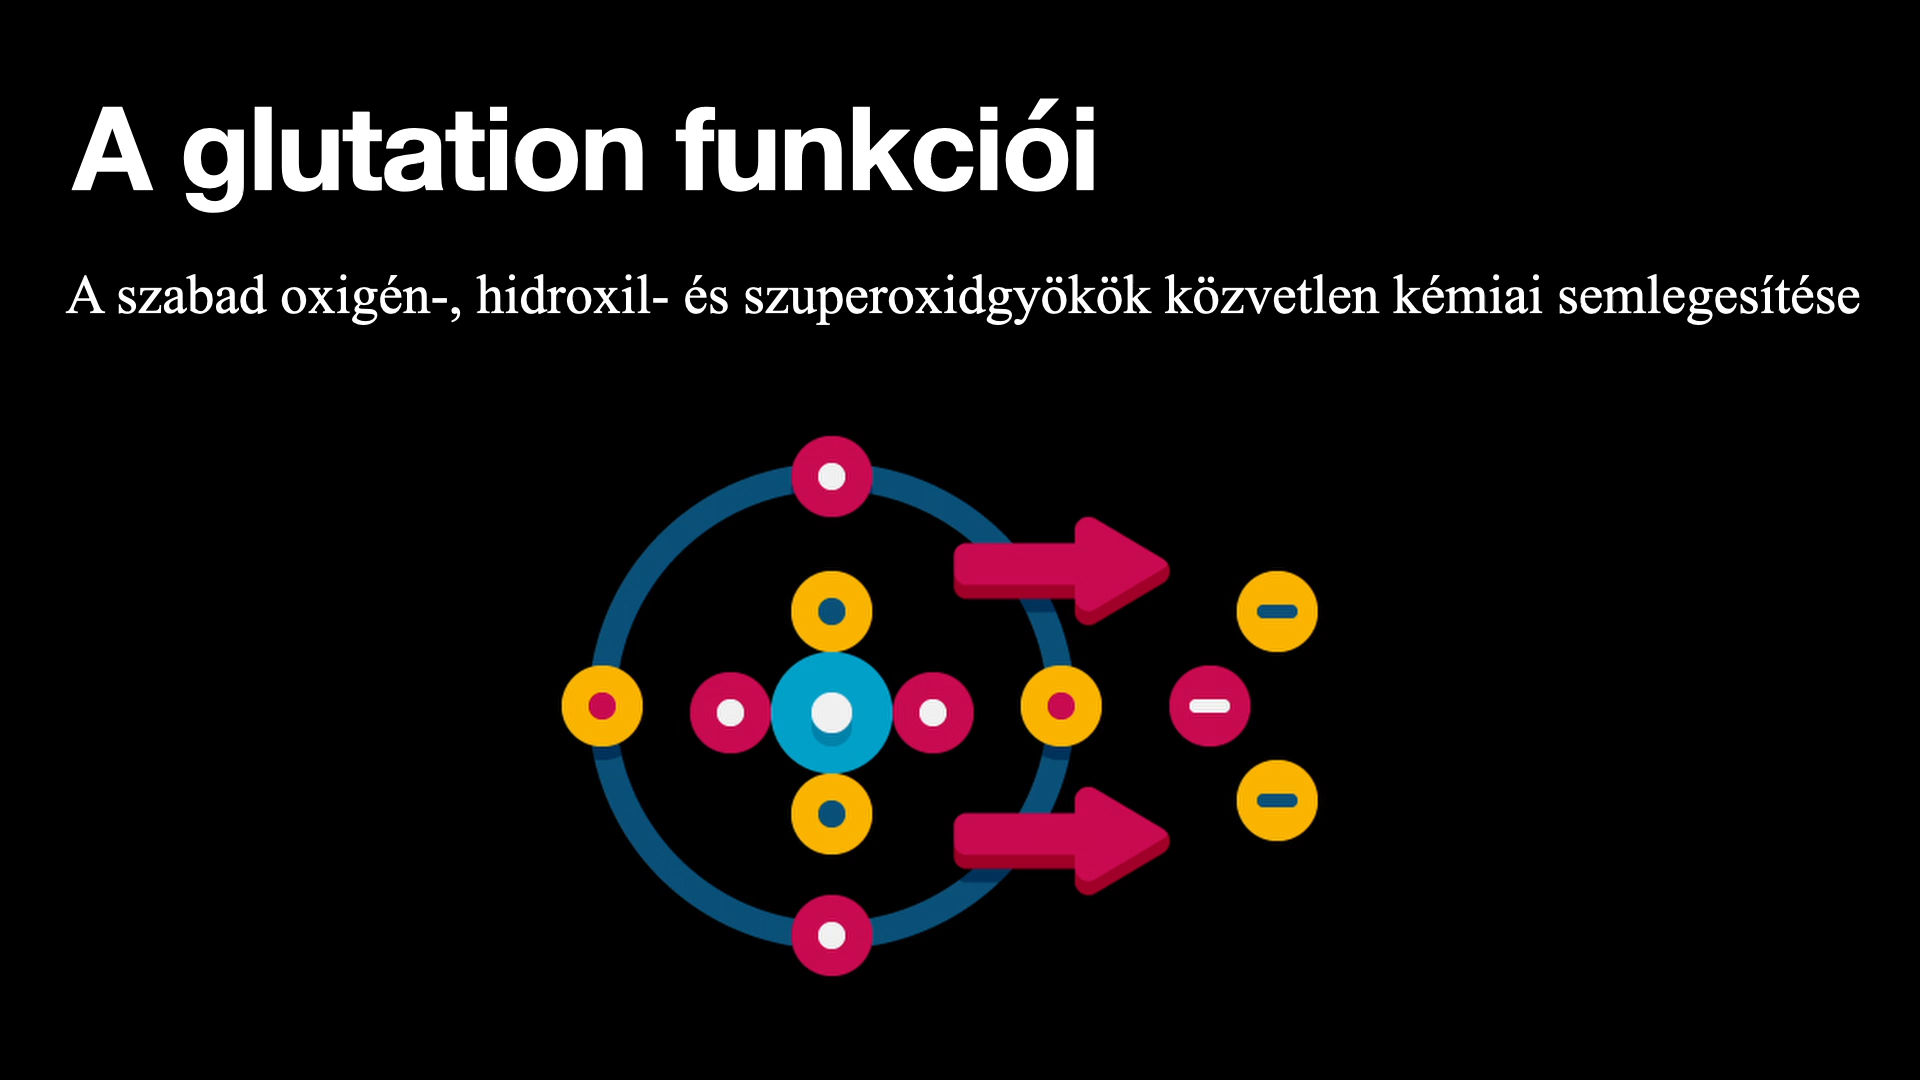 A glutation funkciói
A szabad oxigén-, hidroxil- és szuperoxidgyökök közvetlen kémiai semlegesítése